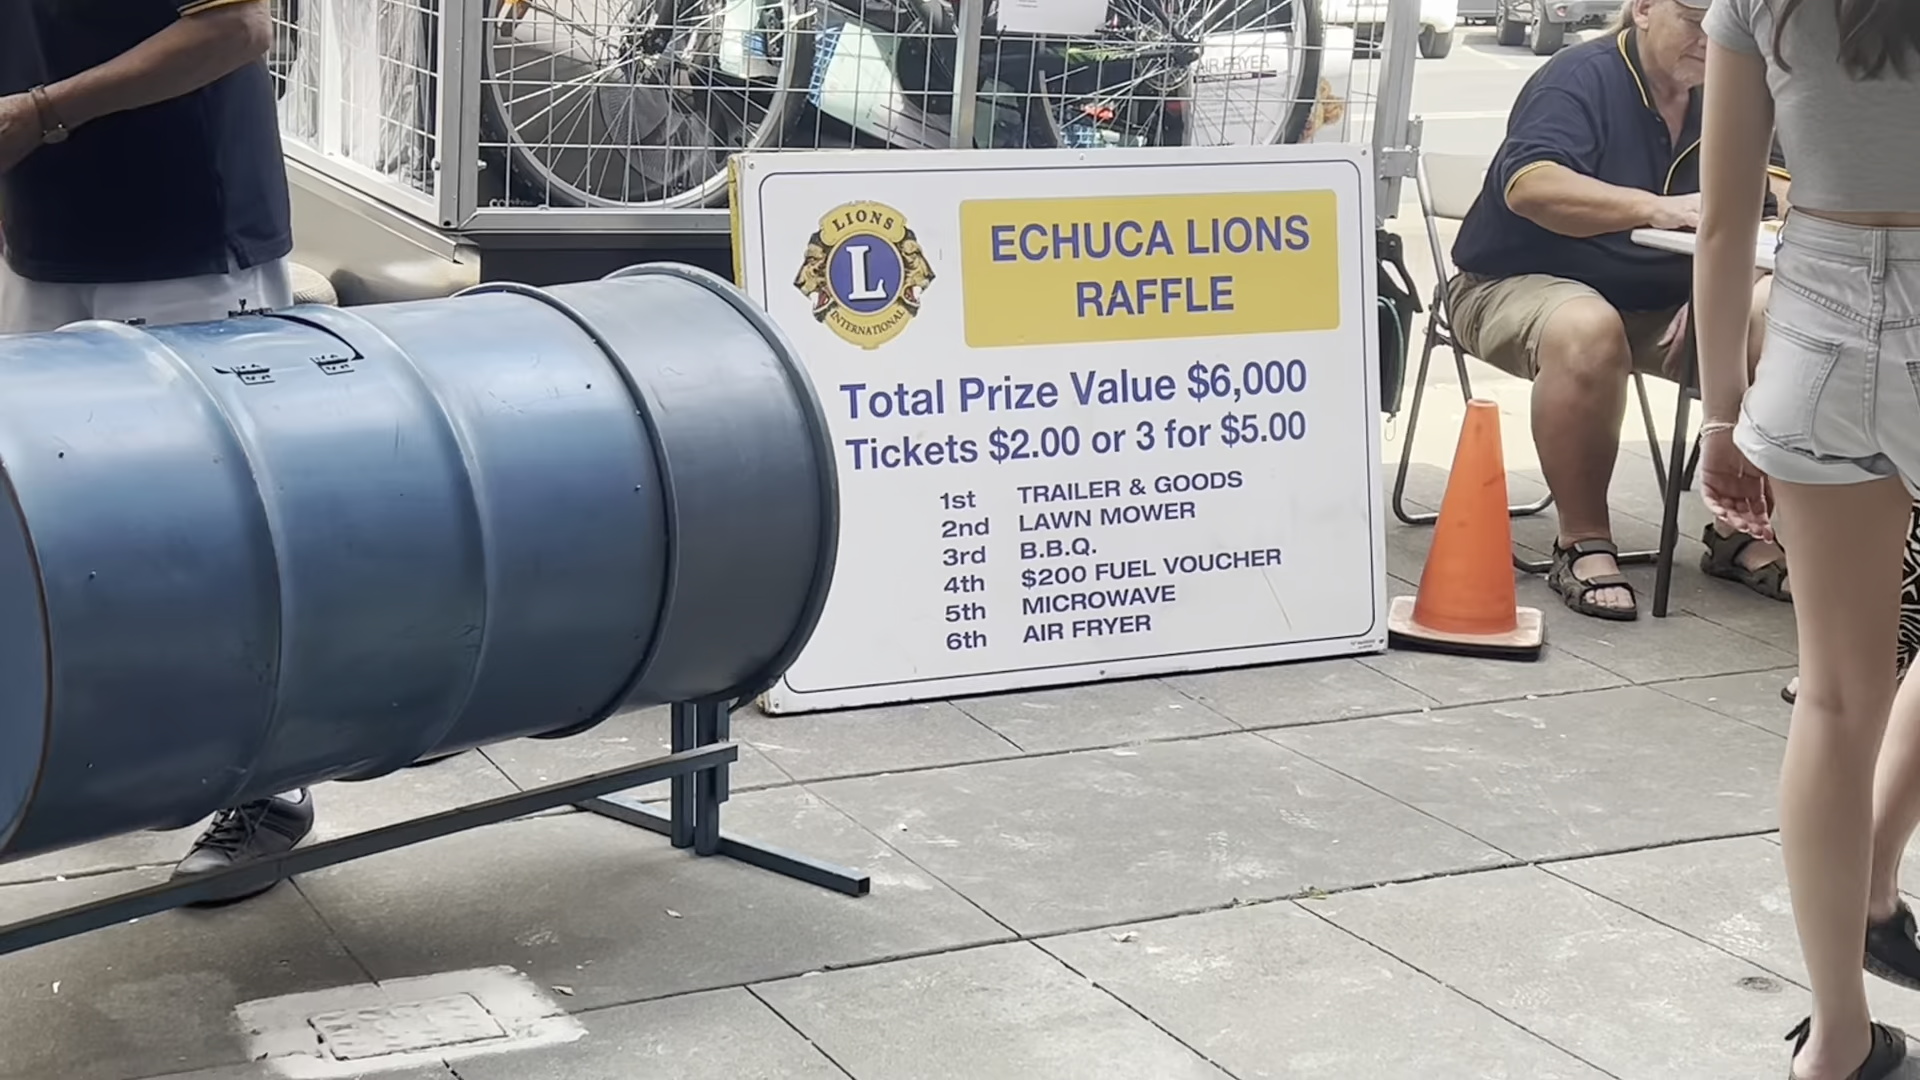 AIR FRYER
LIONS
L
INTERNATIONAL
ECHUCA LIONS
RAFFLE
Total Prize Value $6,000
Tickets $2.00 or 3 for $5.00
1st TRAILER & GOODS
2nd LAWN MOWER
3rd B.B.Q.
4th $200 FUEL VOUCHER
5th MICROWAVE
6th AIR FRYER